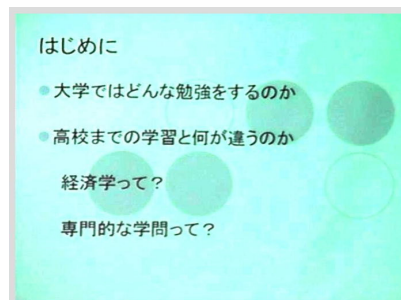 はじめに
大学ではどんな勉強をするのか
高校までの学習と何が違うのか
経済学って？
専門的な学問って？